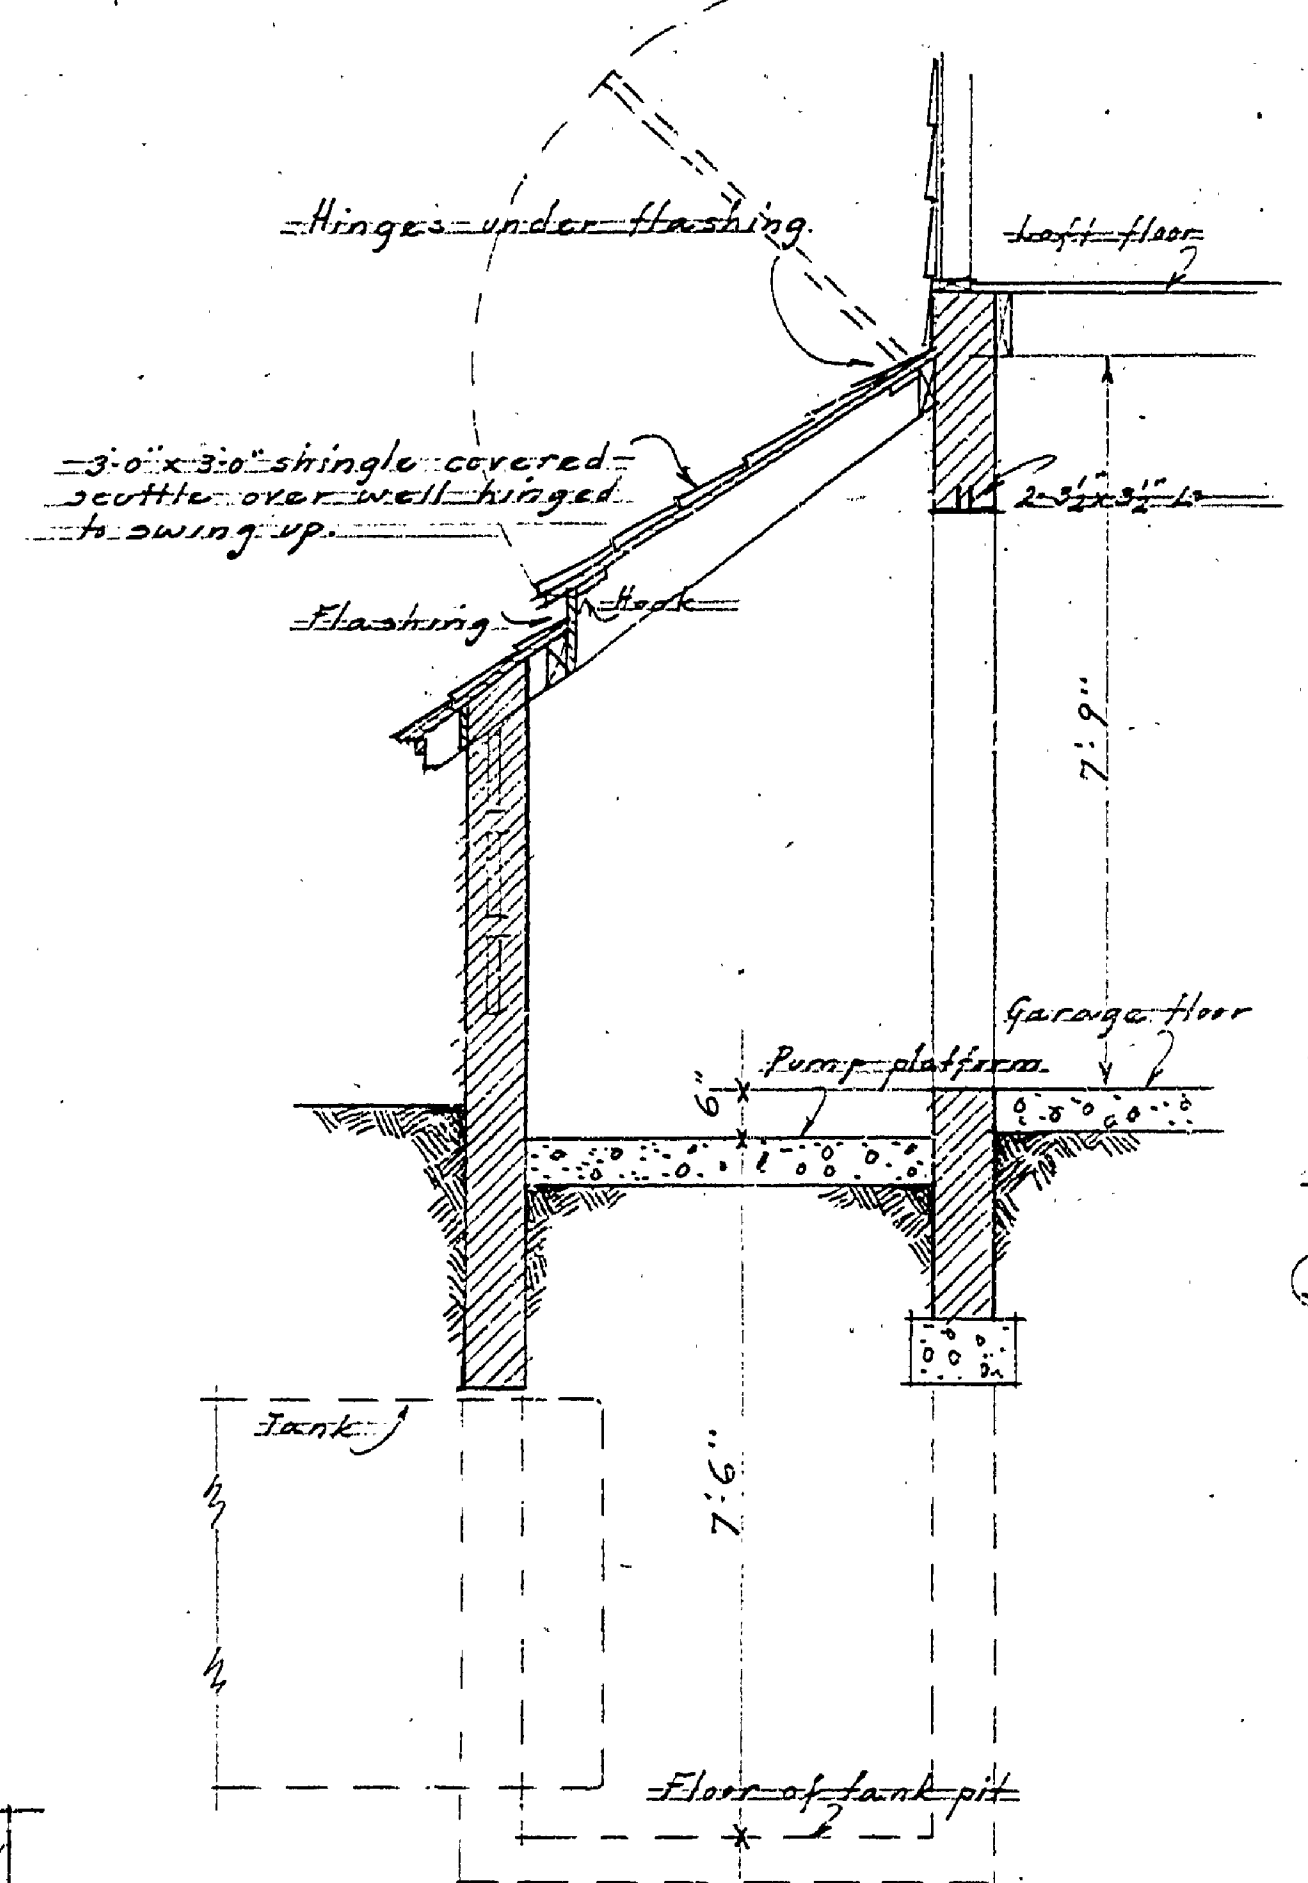 Hinges under flashing.
Loft floor
3'-0" x 3'-0" shingle covered
scuttle over well hinged
to swing up.
2-3½" x 3½" Ls
Flashing
Hook
7'-9"
Garage floor
Pump platform
6"
Tank
7'-6"
Floor of tank pit